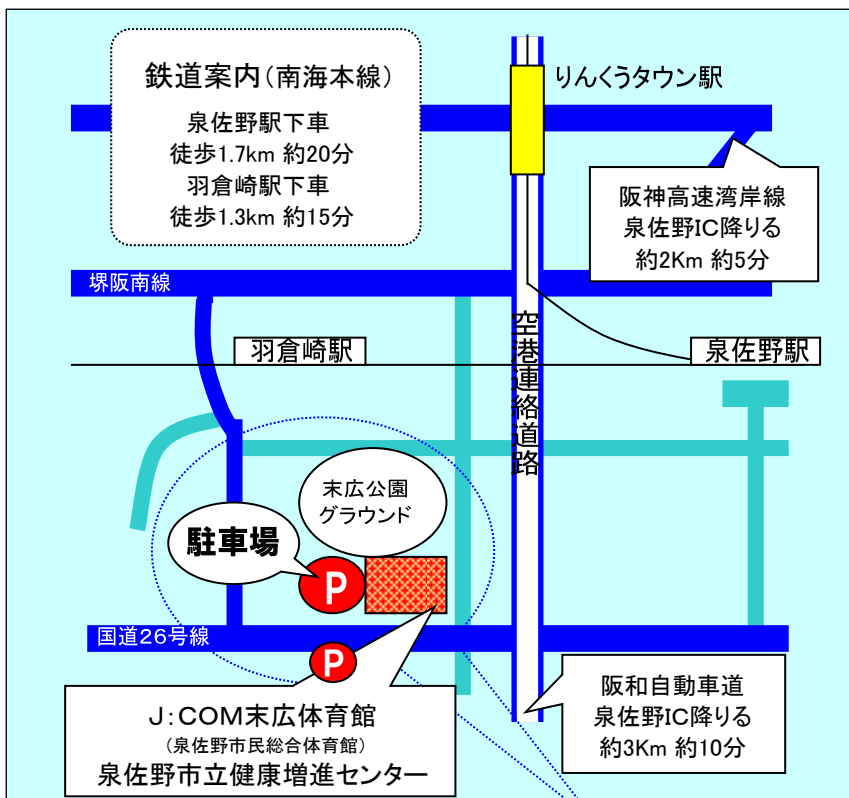 鉄道案内(南海本線)
泉佐野駅下車
徒歩1.7km 約20分
羽倉崎駅下車
徒歩1.3km 約15分
りんくうタウン駅
阪神高速湾岸線
泉佐野IC降りる
約2Km 約5分
堺阪南線
空港連絡道路
羽倉崎駅
泉佐野駅
末広公園
グラウンド
駐車場
P
国道26号線
P
J:COM末広体育館
(泉佐野市民総合体育館)
泉佐野市立健康増進センター
阪和自動車道
泉佐野IC降りる
約3Km 約10分